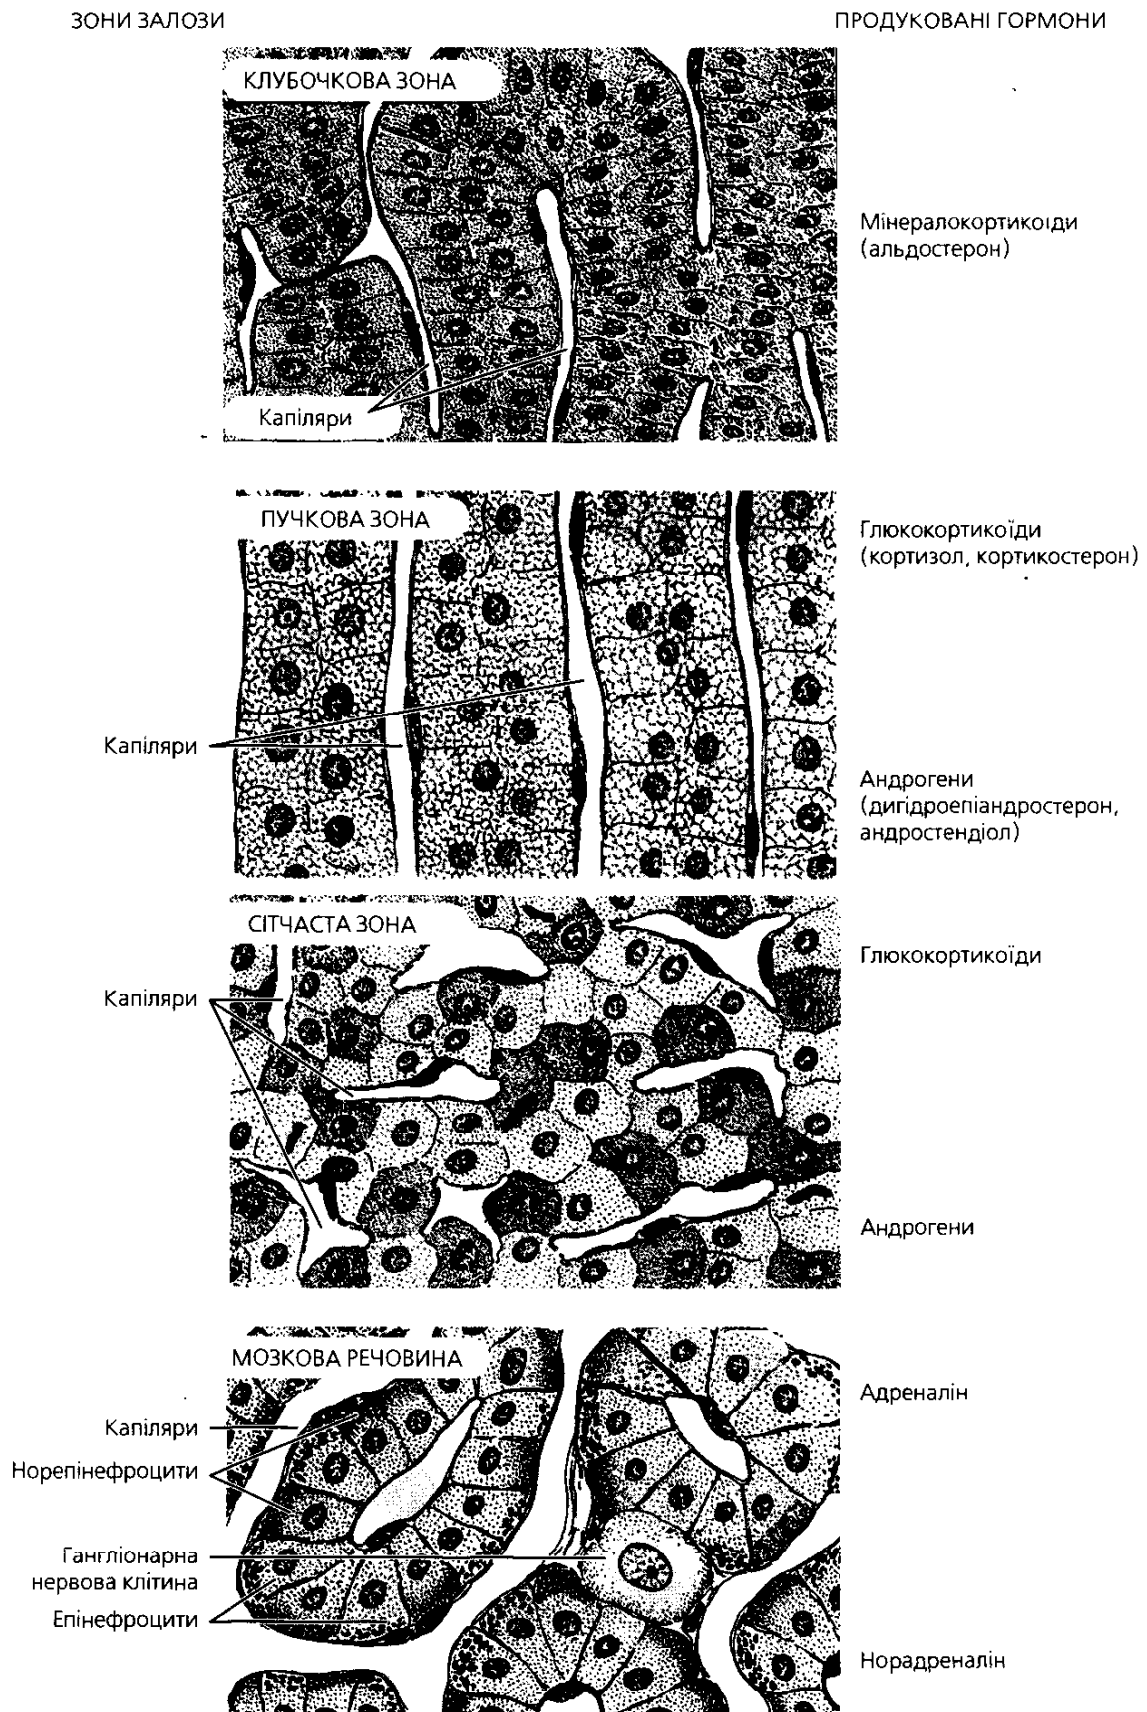 ЗОНИ ЗАЛОЗИ
ПРОДУКОВАНІ ГОРМОНИ
КЛУБОЧКОВА ЗОНА
Мінералокортикоїди
(альдостерон)
Капіляри
ПУЧКОВА ЗОНА
Глюкокортикоїди
(кортизол, кортикостерон)
Капіляри
Андрогени
(дигідроепіандростерон,
андростендіол)
СІТЧАСТА ЗОНА
Глюкокортикоїди
Капіляри
Андрогени
МОЗКОВА РЕЧОВИНА
Адреналін
Капіляри
Норепінефроцити
Гангліонарна
нервова клітина
Епінефроцити
Норадреналін